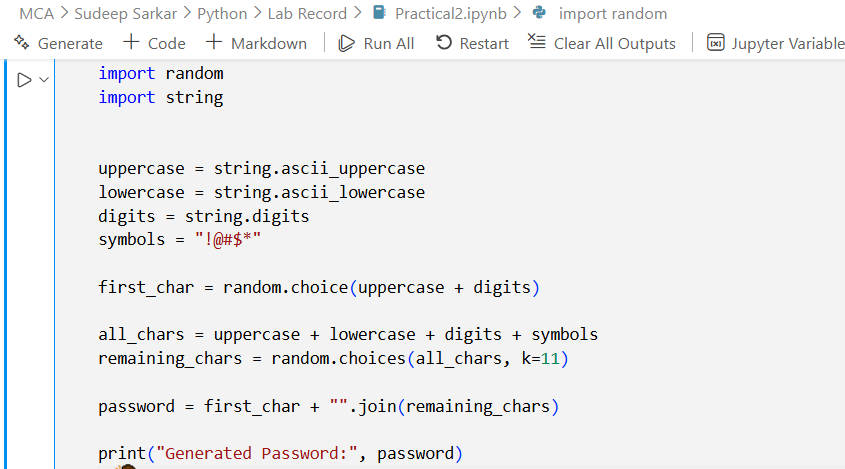 MCA > Sudeep Sarkar > Python > Lab Record > Practical2.ipynb > import random
Generate + Code + Markdown Run All Restart Clear All Outputs Jupyter Variable
import random
import string
uppercase = string.ascii_uppercase
lowercase = string.ascii_lowercase
digits = string.digits
symbols = "!@#$*"
first_char = random.choice(uppercase + digits)
all_chars = uppercase + lowercase + digits + symbols
remaining_chars = random.choices(all_chars, k=11)
password = first_char + "".join(remaining_chars)
print("Generated Password:", password)